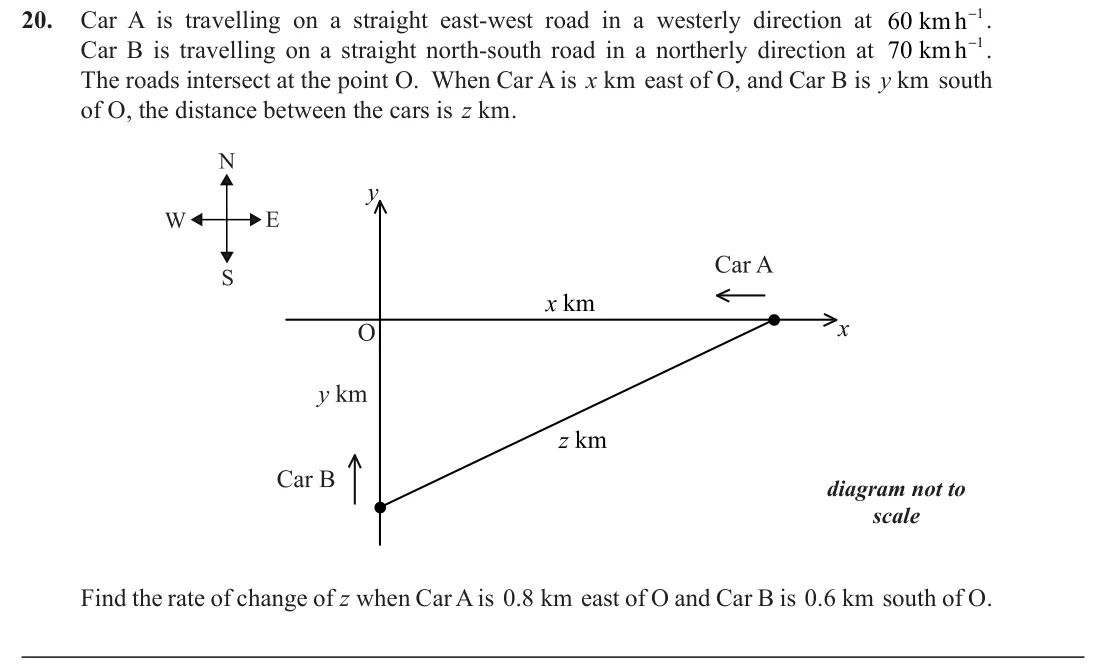 20. Car A is travelling on a straight east-west road in a westerly direction at 60 km h⁻¹.
Car B is travelling on a straight north-south road in a northerly direction at 70 km h⁻¹.
The roads intersect at the point O. When Car A is x km east of O, and Car B is y km south
of O, the distance between the cars is z km.
N
y
W E
Car A
S
x km
O
x
y km
z km
Car B
diagram not to
scale
Find the rate of change of z when Car A is 0.8 km east of O and Car B is 0.6 km south of O.